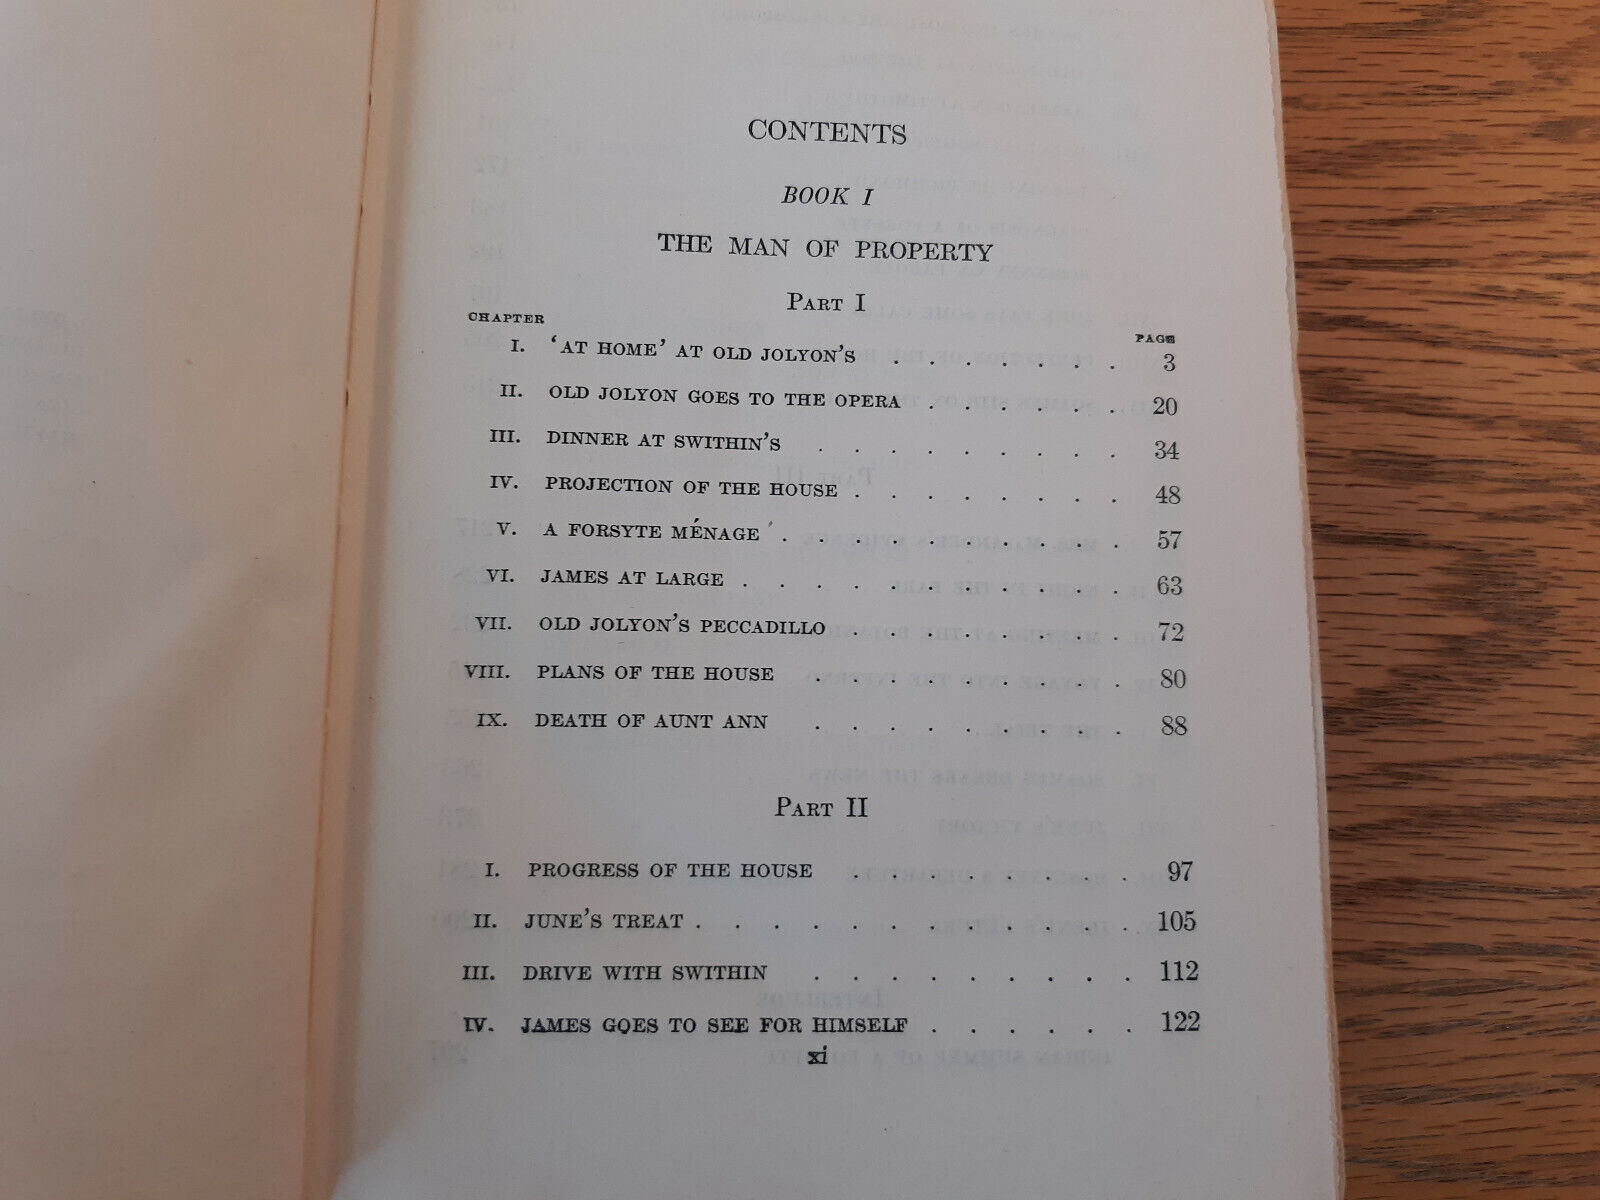 CONTENTS
BOOK I
THE MAN OF PROPERTY
PART I
CHAPTER PAGE
I. 'AT HOME' AT OLD JOLYON'S . . . . . . . 3
II. OLD JOLYON GOES TO THE OPERA . . . . . . 20
III. DINNER AT SWITHIN'S . . . . . . . . . 34
IV. PROJECTION OF THE HOUSE . . . . . . . . 48
V. A FORSYTE MÉNAGE . . . . . . . . . . 57
VI. JAMES AT LARGE . . . . . . . . . . . 63
VII. OLD JOLYON'S PECCADILLO . . . . . . . . 72
VIII. PLANS OF THE HOUSE . . . . . . . . . 80
IX. DEATH OF AUNT ANN . . . . . . . . . 88
PART II
I. PROGRESS OF THE HOUSE . . . . . . . . 97
II. JUNE'S TREAT . . . . . . . . . . . . 105
III. DRIVE WITH SWITHIN . . . . . . . . . 112
IV. JAMES GOES TO SEE FOR HIMSELF . . . . . . 122
xi